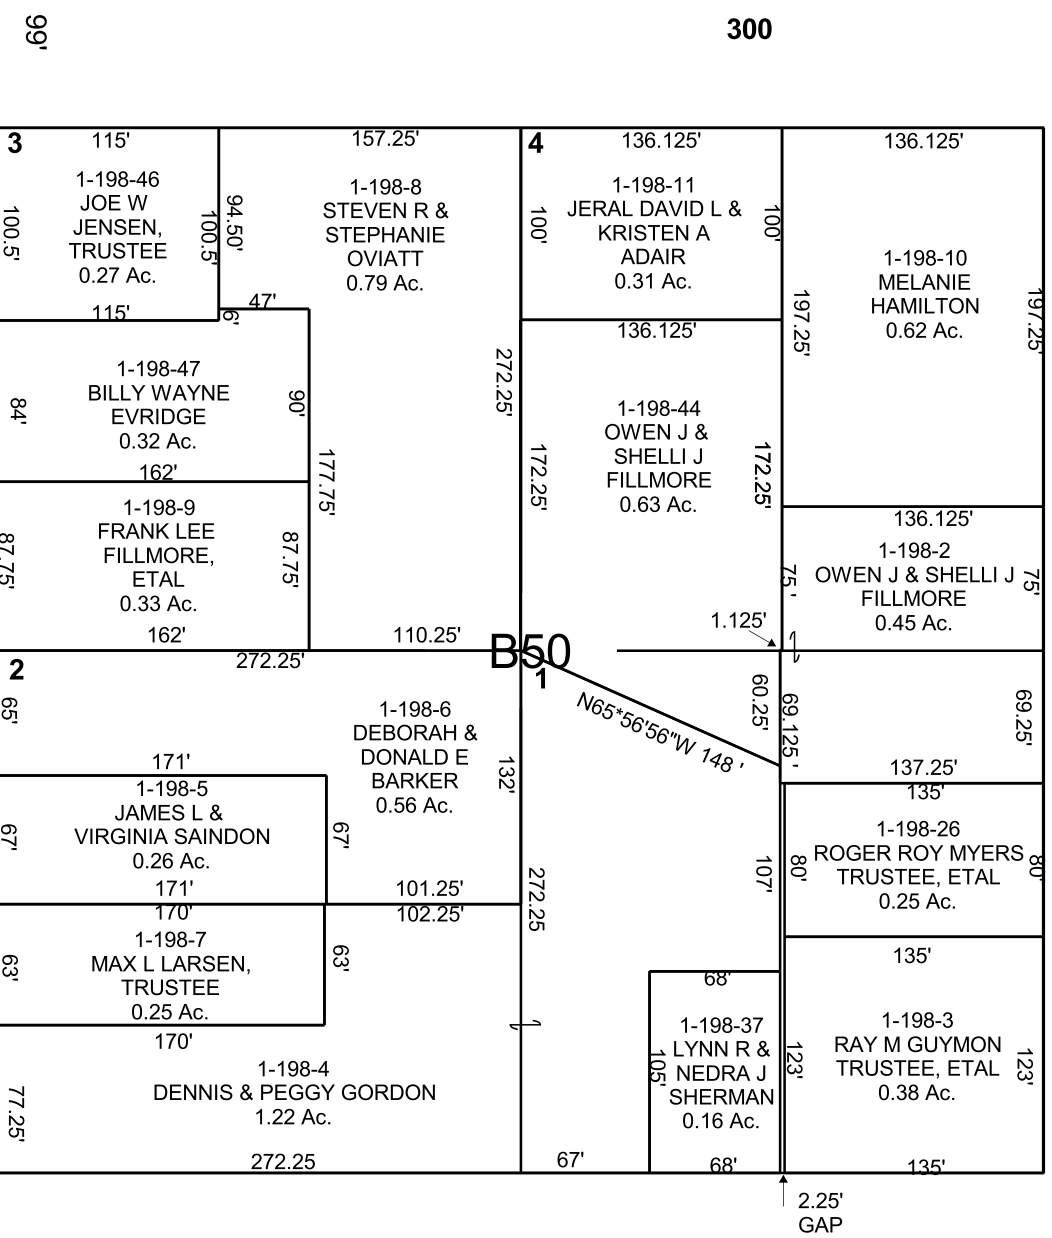 99'
300
3
115'
157.25'
4
136.125'
136.125'
1-198-46
JOE W
JENSEN,
TRUSTEE
0.27 Ac.
100.5'
100.5'
94.50'
1-198-8
STEVEN R &
STEPHANIE
OVIATT
0.79 Ac.
100'
1-198-11
JERAL DAVID L &
KRISTEN A
ADAIR
0.31 Ac.
100'
1-198-10
MELANIE
HAMILTON
0.62 Ac.
197.25'
197.25'
115'
6'
47'
136.125'
1-198-47
BILLY WAYNE
EVRIDGE
0.32 Ac.
84'
90'
162'
177.75'
272.25'
172.25'
1-198-44
OWEN J &
SHELLI J
FILLMORE
0.63 Ac.
172.25'
136.125'
1-198-9
FRANK LEE
FILLMORE,
ETAL
0.33 Ac.
87.75'
87.75'
162'
110.25'
1-198-2
OWEN J & SHELLI J
FILLMORE
0.45 Ac.
75 '
75'
1.125'
B50
2
272.25'
1
65'
1-198-6
DEBORAH &
DONALD E
BARKER
0.56 Ac.
132'
N65*56'56"W 148 '
60.25'
69.125 '
69.25'
171'
137.25'
135'
1-198-5
JAMES L &
VIRGINIA SAINDON
0.26 Ac.
67'
67'
171'
101.25'
1-198-26
ROGER ROY MYERS
TRUSTEE, ETAL
0.25 Ac.
107'
80'
80'
272.25
170'
102.25'
1-198-7
MAX L LARSEN,
TRUSTEE
0.25 Ac.
63'
63'
170'
135'
68'
1-198-37
LYNN R &
NEDRA J
SHERMAN
0.16 Ac.
105'
123'
1-198-3
RAY M GUYMON
TRUSTEE, ETAL
0.38 Ac.
123'
1-198-4
DENNIS & PEGGY GORDON
1.22 Ac.
77.25'
272.25
67'
68'
135'
2.25'
GAP